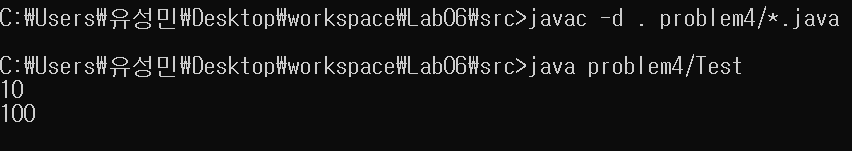 C:₩Users₩유성민₩Desktop₩workspace₩Lab06₩src>javac -d . problem4/*.java
C:₩Users₩유성민₩Desktop₩workspace₩Lab06₩src>java problem4/Test
10
100